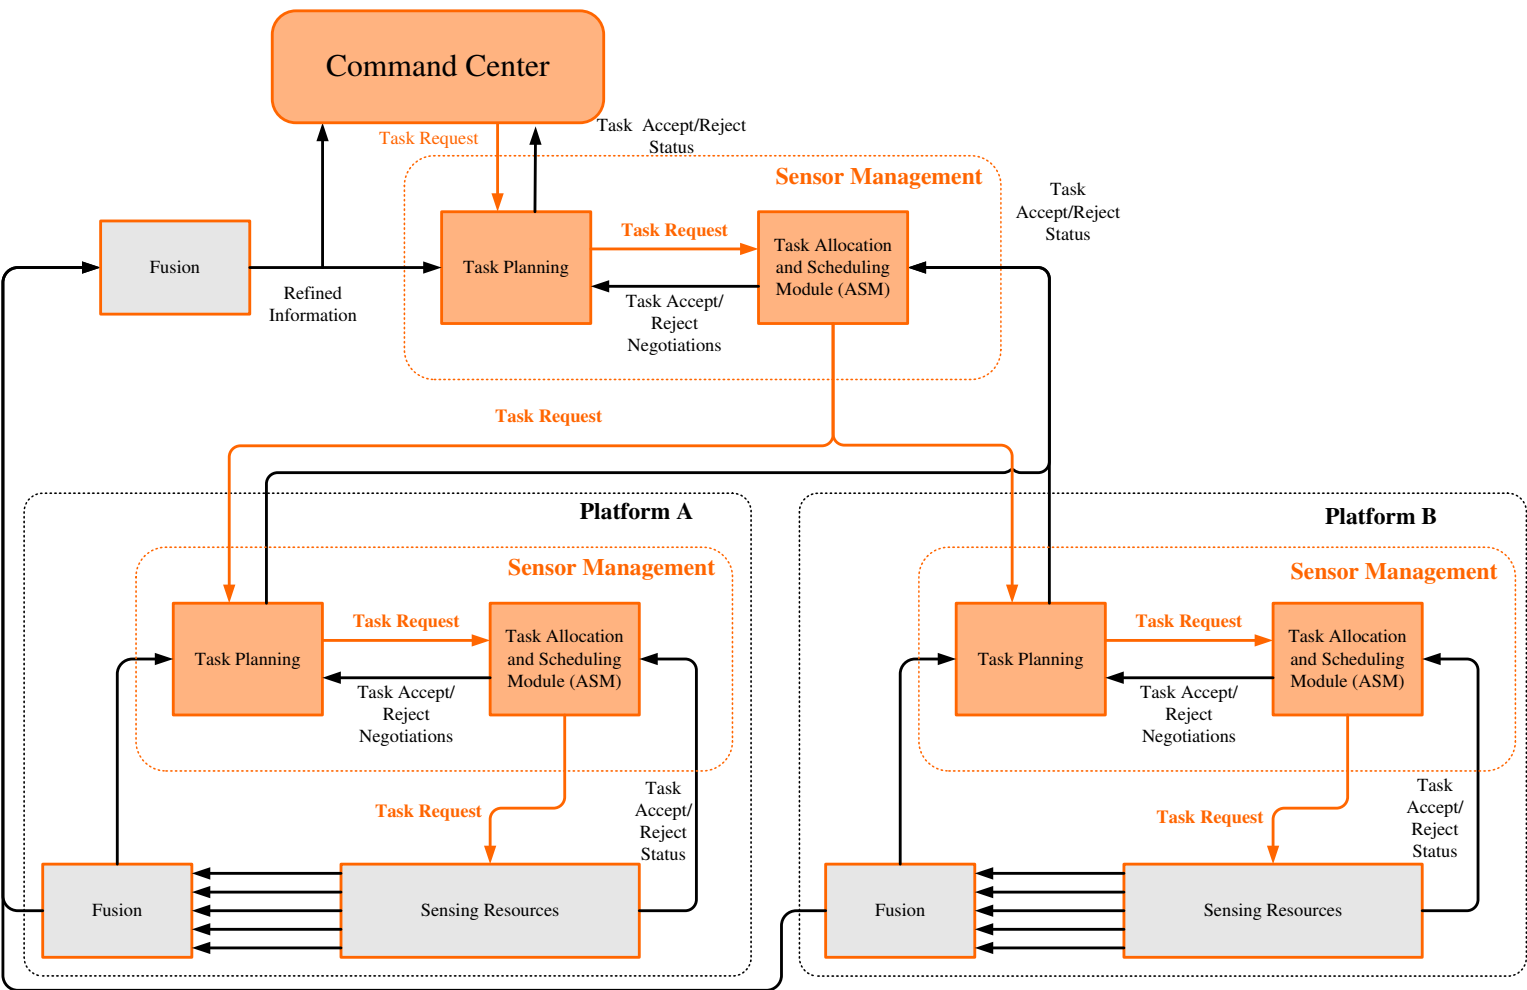 Command Center
Task Request
Task Accept/Reject
Status
Sensor Management
Task
Accept/Reject
Status
Fusion
Refined
Information
Task Planning
Task Request
Task Accept/
Reject
Negotiations
Task Allocation
and Scheduling
Module (ASM)
Task Request
Platform A
Sensor Management
Task Planning
Task Request
Task Accept/
Reject
Negotiations
Task Allocation
and Scheduling
Module (ASM)
Task Request
Task
Accept/
Reject
Status
Fusion
Sensing Resources
Platform B
Sensor Management
Task Planning
Task Request
Task Accept/
Reject
Negotiations
Task Allocation
and Scheduling
Module (ASM)
Task Request
Task
Accept/
Reject
Status
Fusion
Sensing Resources